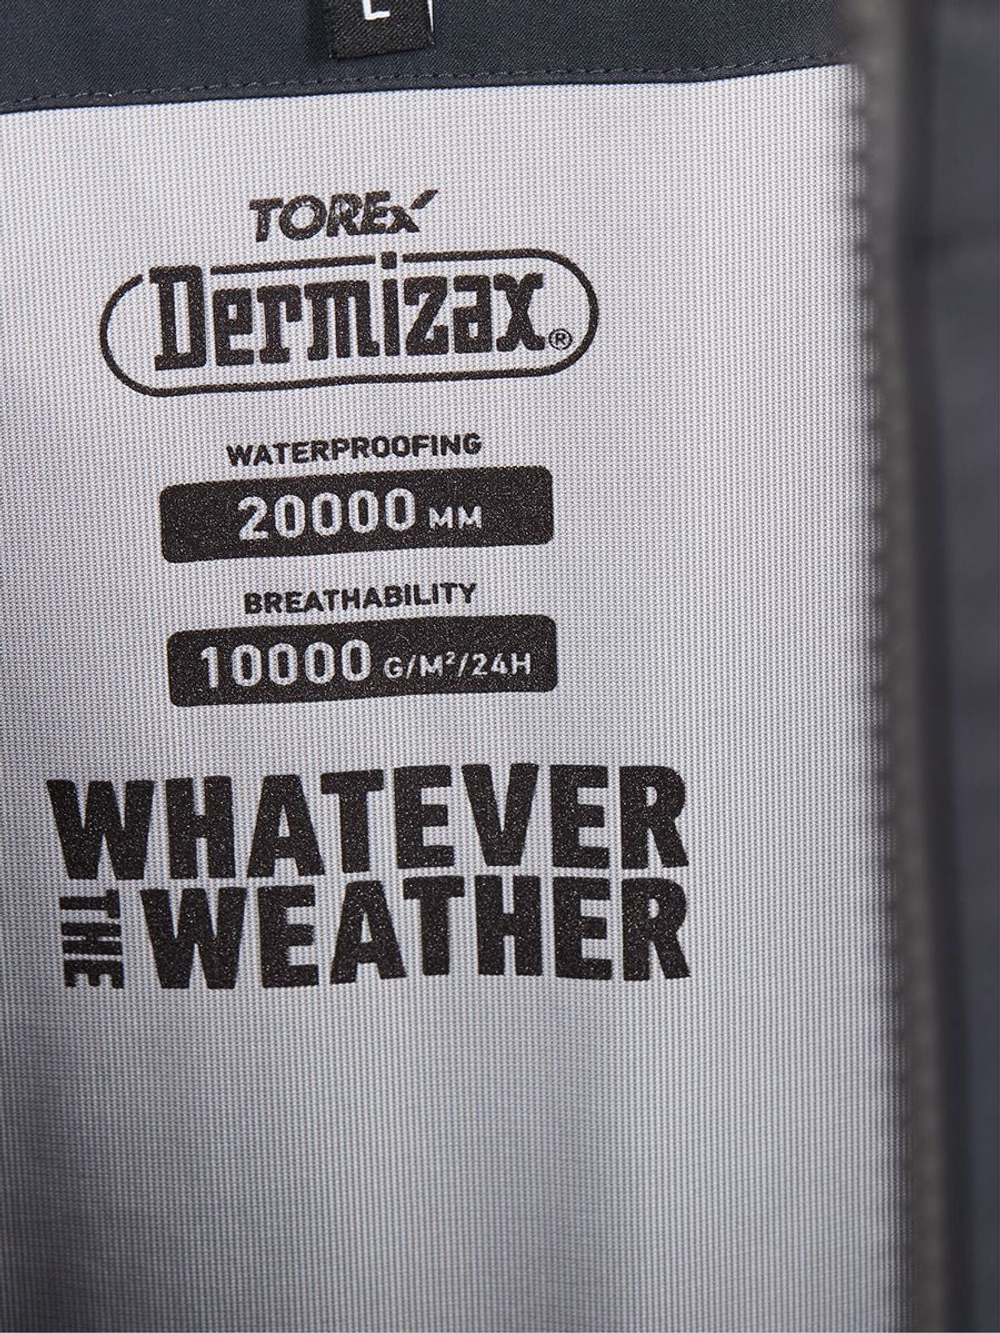 L
TOREX
Dermizax®
WATERPROOFING
20000 MM
BREATHABILITY
10000 G/M²/24H
WHATEVER
THE WEATHER